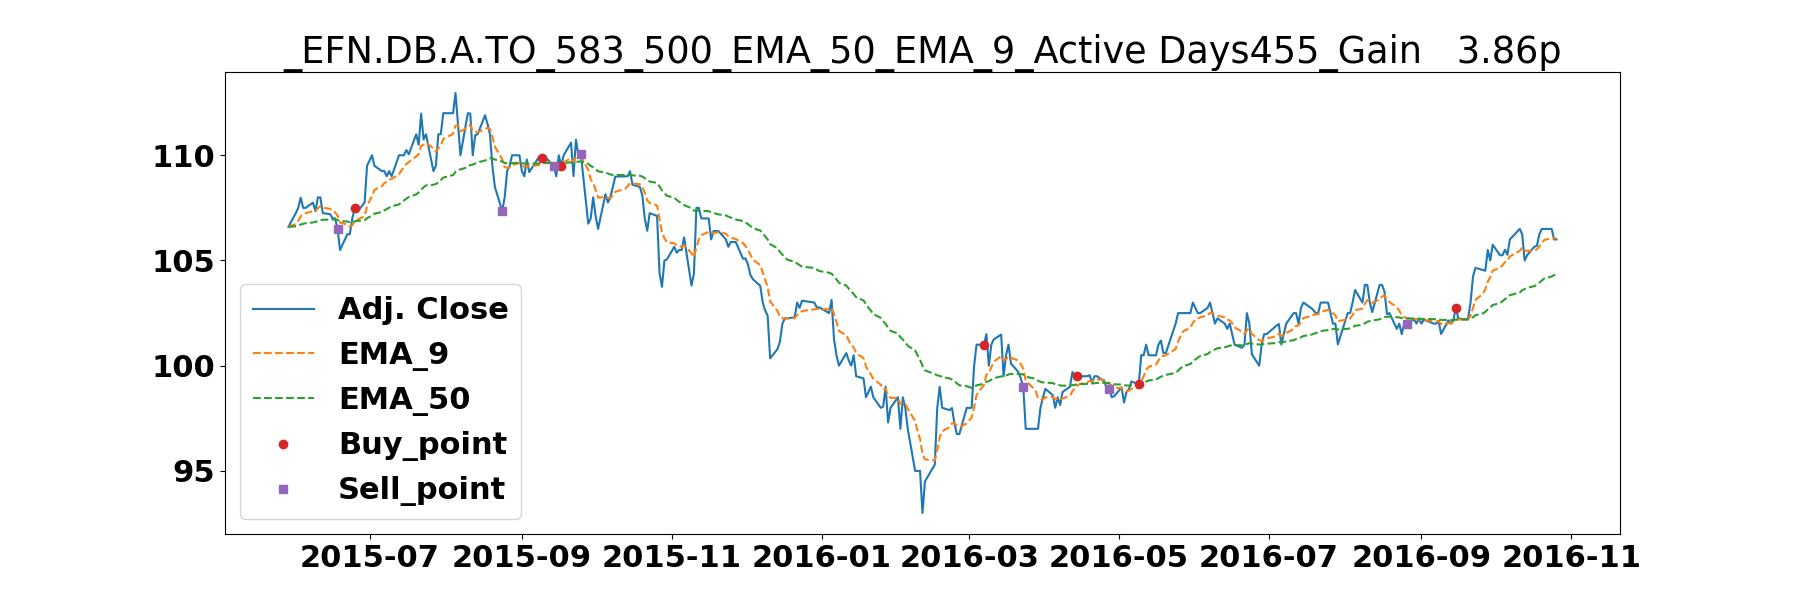 _EFN.DB.A.TO_583_500_EMA_50_EMA_9_Active Days455_Gain   3.86p
110
105
100
95
Adj. Close
EMA_9
EMA_50
Buy_point
Sell_point
2015-07 2015-09 2015-11 2016-01 2016-03 2016-05 2016-07 2016-09 2016-11